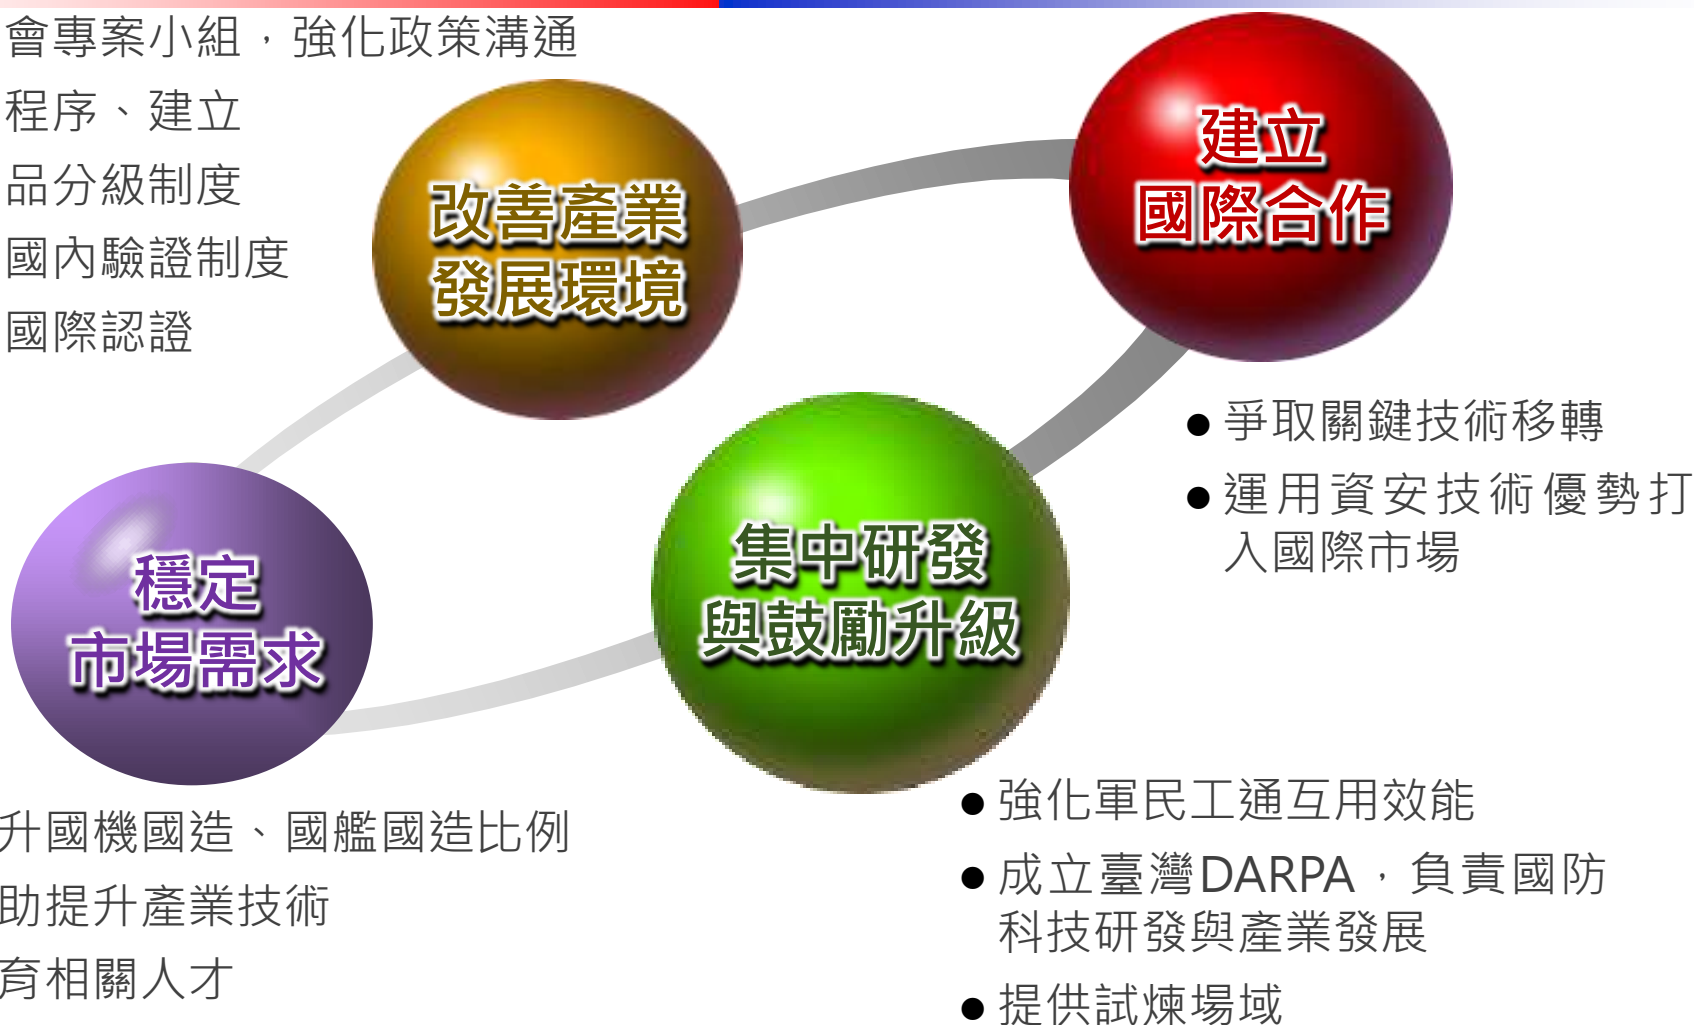 會專案小組，強化政策溝通
程序、建立
品分級制度
國內驗證制度
國際認證
改善產業
發展環境
建立
國際合作
● 爭取關鍵技術移轉
● 運用資安技術優勢打
入國際市場
穩定
市場需求
升國機國造、國艦國造比例
助提升產業技術
育相關人才
集中研發
與鼓勵升級
● 強化軍民工通互用效能
● 成立臺灣DARPA，負責國防
科技研發與產業發展
● 提供試煉場域